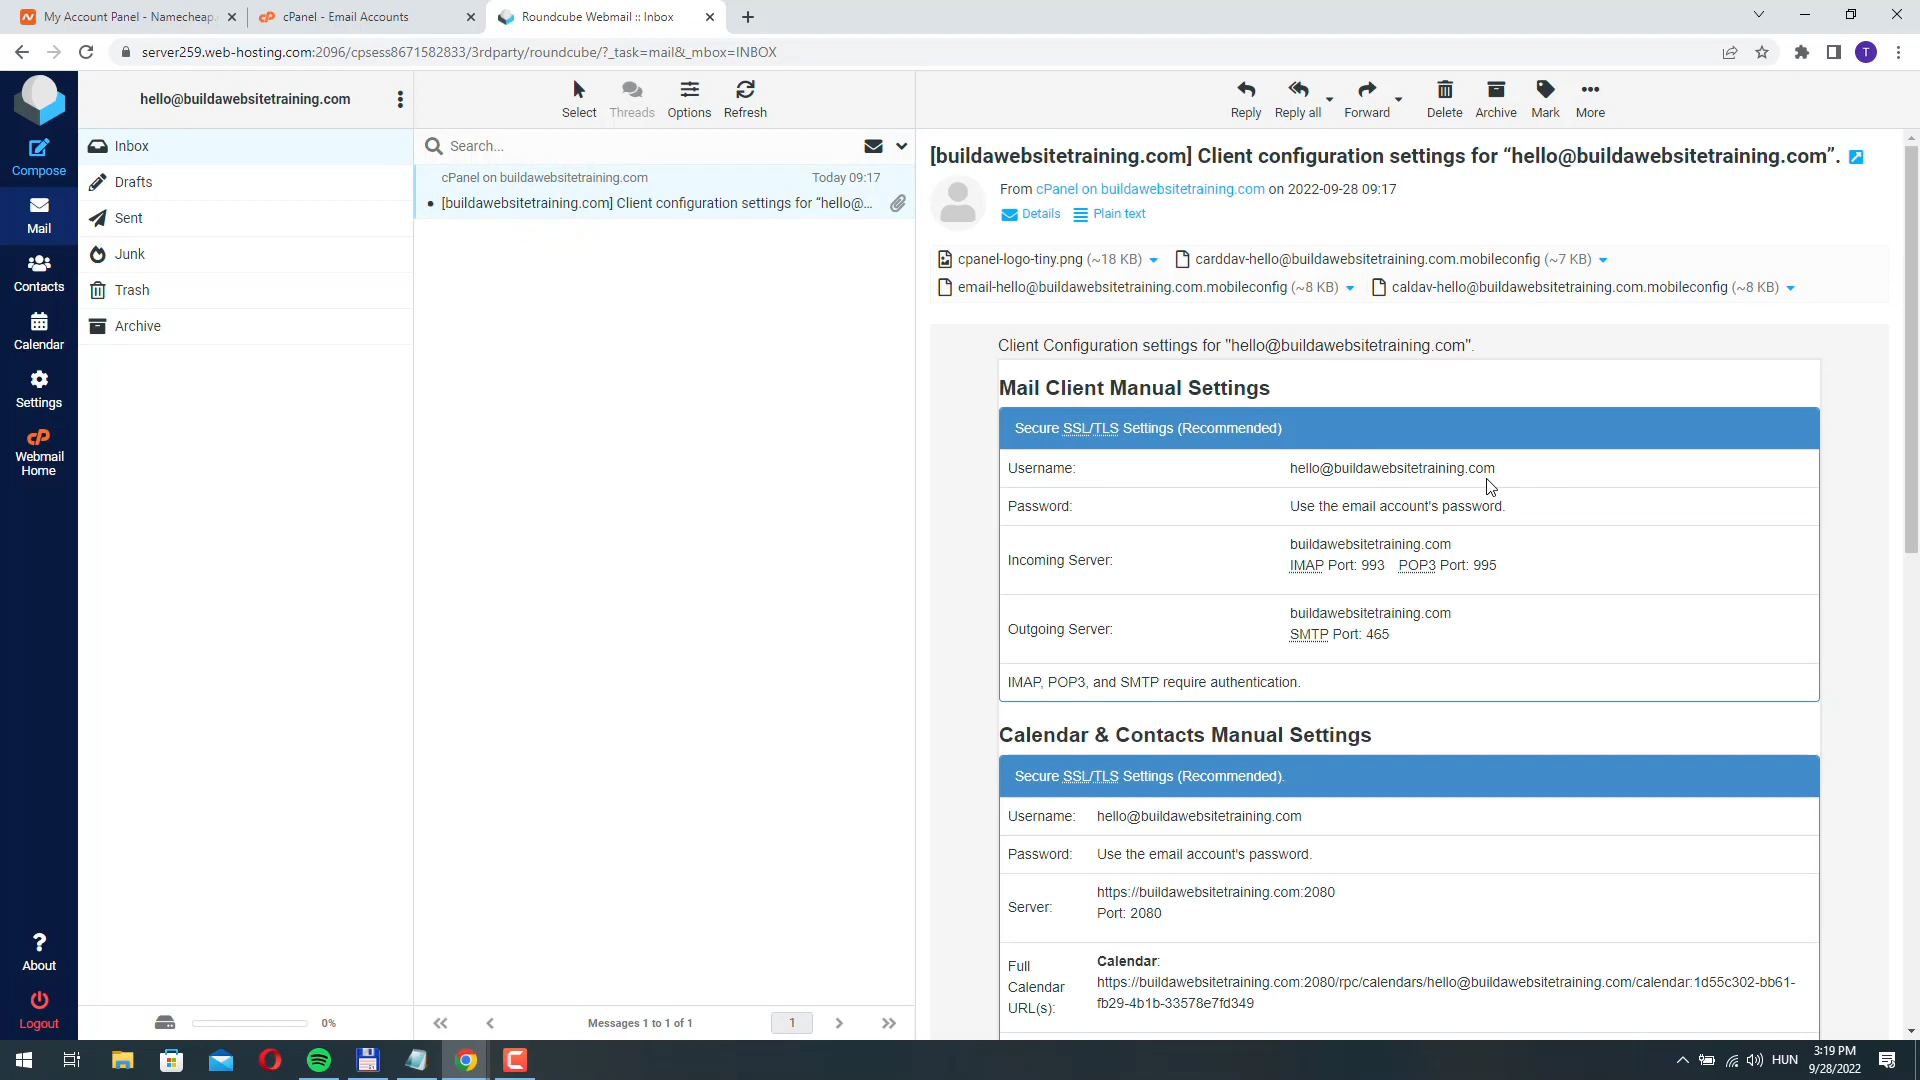 My Account Panel - Namecheap.
cPanel - Email Accounts
Roundcube Webmail :: Inbox
server259.web-hosting.com:2096/cpsess8671582833/3rdparty/roundcube/?_task=mail&_mbox=INBOX
T
hello@buildawebsitetraining.com
Select
Threads
Options
Refresh
Reply
Reply all
Forward
Delete
Archive
Mark
More
Compose
Mail
Contacts
Calendar
Settings
Webmail
Home
About
Logout
Inbox
Drafts
Sent
Junk
Trash
Archive
0%
Search...
cPanel on buildawebsitetraining.com
Today 09:17
[buildawebsitetraining.com] Client configuration settings for “hello@...
Messages 1 to 1 of 1
1
[buildawebsitetraining.com] Client configuration settings for “hello@buildawebsitetraining.com”.
From cPanel on buildawebsitetraining.com on 2022-09-28 09:17
Details
Plain text
cpanel-logo-tiny.png (~18 KB)
carddav-hello@buildawebsitetraining.com.mobileconfig (~7 KB)
email-hello@buildawebsitetraining.com.mobileconfig (~8 KB)
caldav-hello@buildawebsitetraining.com.mobileconfig (~8 KB)
Client Configuration settings for "hello@buildawebsitetraining.com".
Mail Client Manual Settings
Secure SSL/TLS Settings (Recommended)
Username: hello@buildawebsitetraining.com
Password: Use the email account's password.
Incoming Server:
buildawebsitetraining.com
IMAP Port: 993 POP3 Port: 995
Outgoing Server:
buildawebsitetraining.com
SMTP Port: 465
IMAP, POP3, and SMTP require authentication.
Calendar & Contacts Manual Settings
Secure SSL/TLS Settings (Recommended).
Username: hello@buildawebsitetraining.com
Password: Use the email account's password.
Server:
https://buildawebsitetraining.com:2080
Port: 2080
Full
Calendar
URL(s):
Calendar:
https://buildawebsitetraining.com:2080/rpc/calendars/hello@buildawebsitetraining.com/calendar:1d55c302-bb61-
fb29-4b1b-33578e7fd349
HUN
3:19 PM
9/28/2022